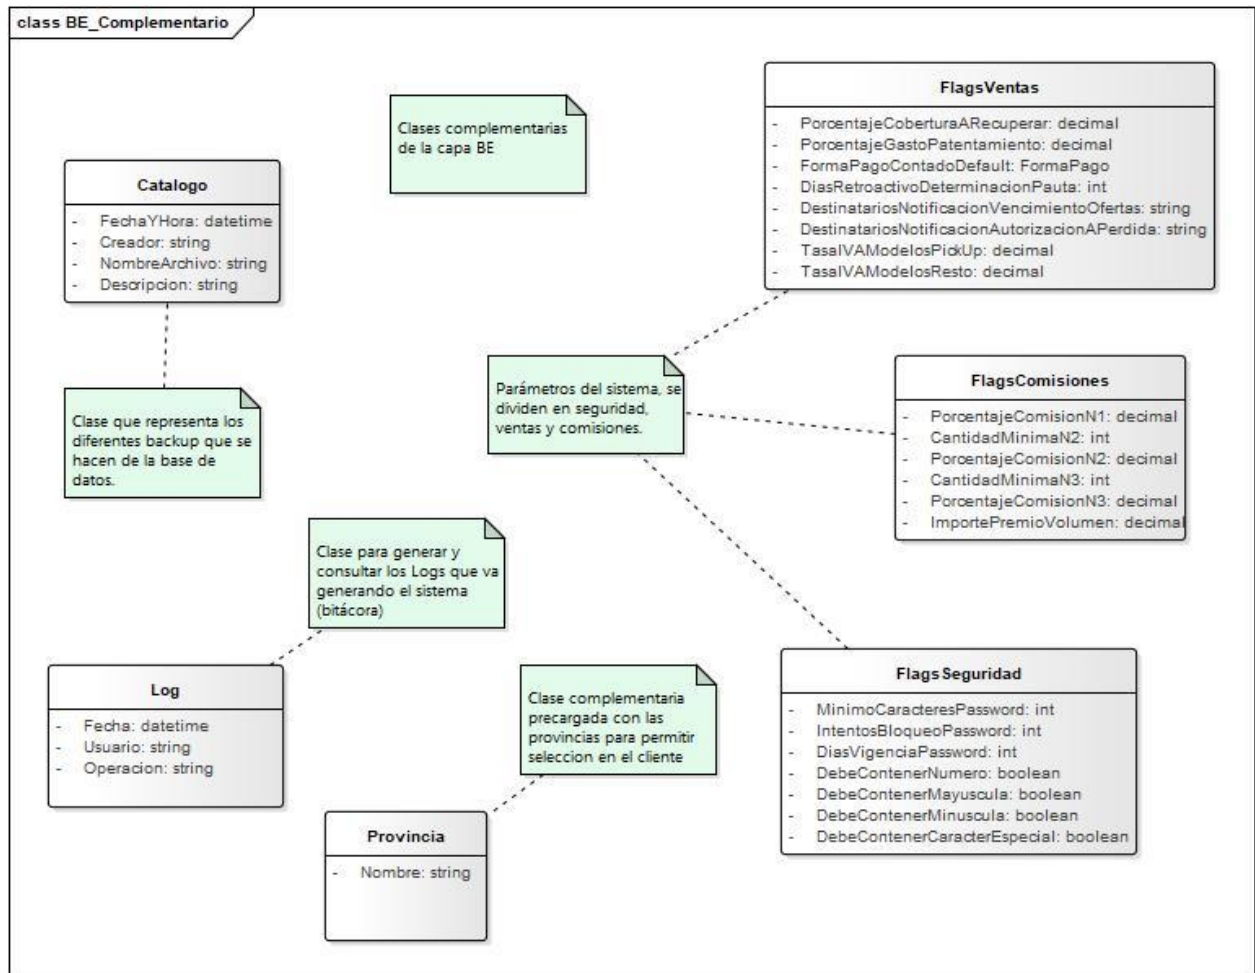 class BE_Complementario
Clases complementarias
de la capa BE
FlagsVentas
- PorcentajeCoberturaARecuperar: decimal
- PorcentajeGastoPatentamiento: decimal
- FormaPagoContadoDefault: FormaPago
- DiasRetroactivoDeterminacionPauta: int
- DestinatariosNotificacionVencimientoOfertas: string
- DestinatariosNotificacionAutorizacionAPerdida: string
- TasaIVAModelosPickUp: decimal
- TasaIVAModelosResto: decimal
Catalogo
- FechaYHora: datetime
- Creador: string
- NombreArchivo: string
- Descripcion: string
Clase que representa los
diferentes backup que se
hacen de la base de
datos.
Parámetros del sistema, se
dividen en seguridad,
ventas y comisiones.
FlagsComisiones
- PorcentajeComisionN1: decimal
- CantidadMinimaN2: int
- PorcentajeComisionN2: decimal
- CantidadMinimaN3: int
- PorcentajeComisionN3: decimal
- ImportePremioVolumen: decimal
Clase para generar y
consultar los Logs que va
generando el sistema
(bitácora)
Log
- Fecha: datetime
- Usuario: string
- Operacion: string
Clase complementaria
precargada con las
provincias para permitir
seleccion en el cliente
FlagsSeguridad
- MinimoCaracteresPassword: int
- IntentosBloqueoPassword: int
- DiasVigenciaPassword: int
- DebeContenerNumero: boolean
- DebeContenerMayuscula: boolean
- DebeContenerMinuscula: boolean
- DebeContenerCaracterEspecial: boolean
Provincia
- Nombre: string